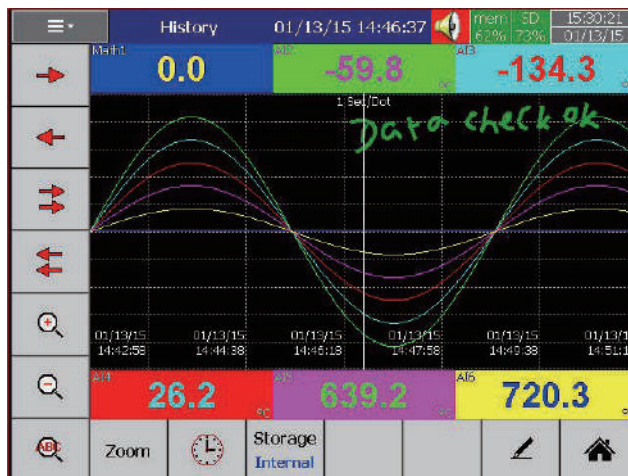 History 01/13/15 14:46:37 mem 62% SD 73% 15:30:21 01/13/15
Math1 0.0 AI2 -59.8 °C AI3 -134.3 °C
1 Sec/Dot
Data check ok
01/13/15 01/13/15 01/13/15 01/13/15 01/13/15 01/13/15
14:42:58 14:44:38 14:46:18 14:47:58 14:49:38 14:51:1
AI4 26.2 °C AI5 639.2 °C AI6 720.3 °C
ABC Zoom Storage
Internal